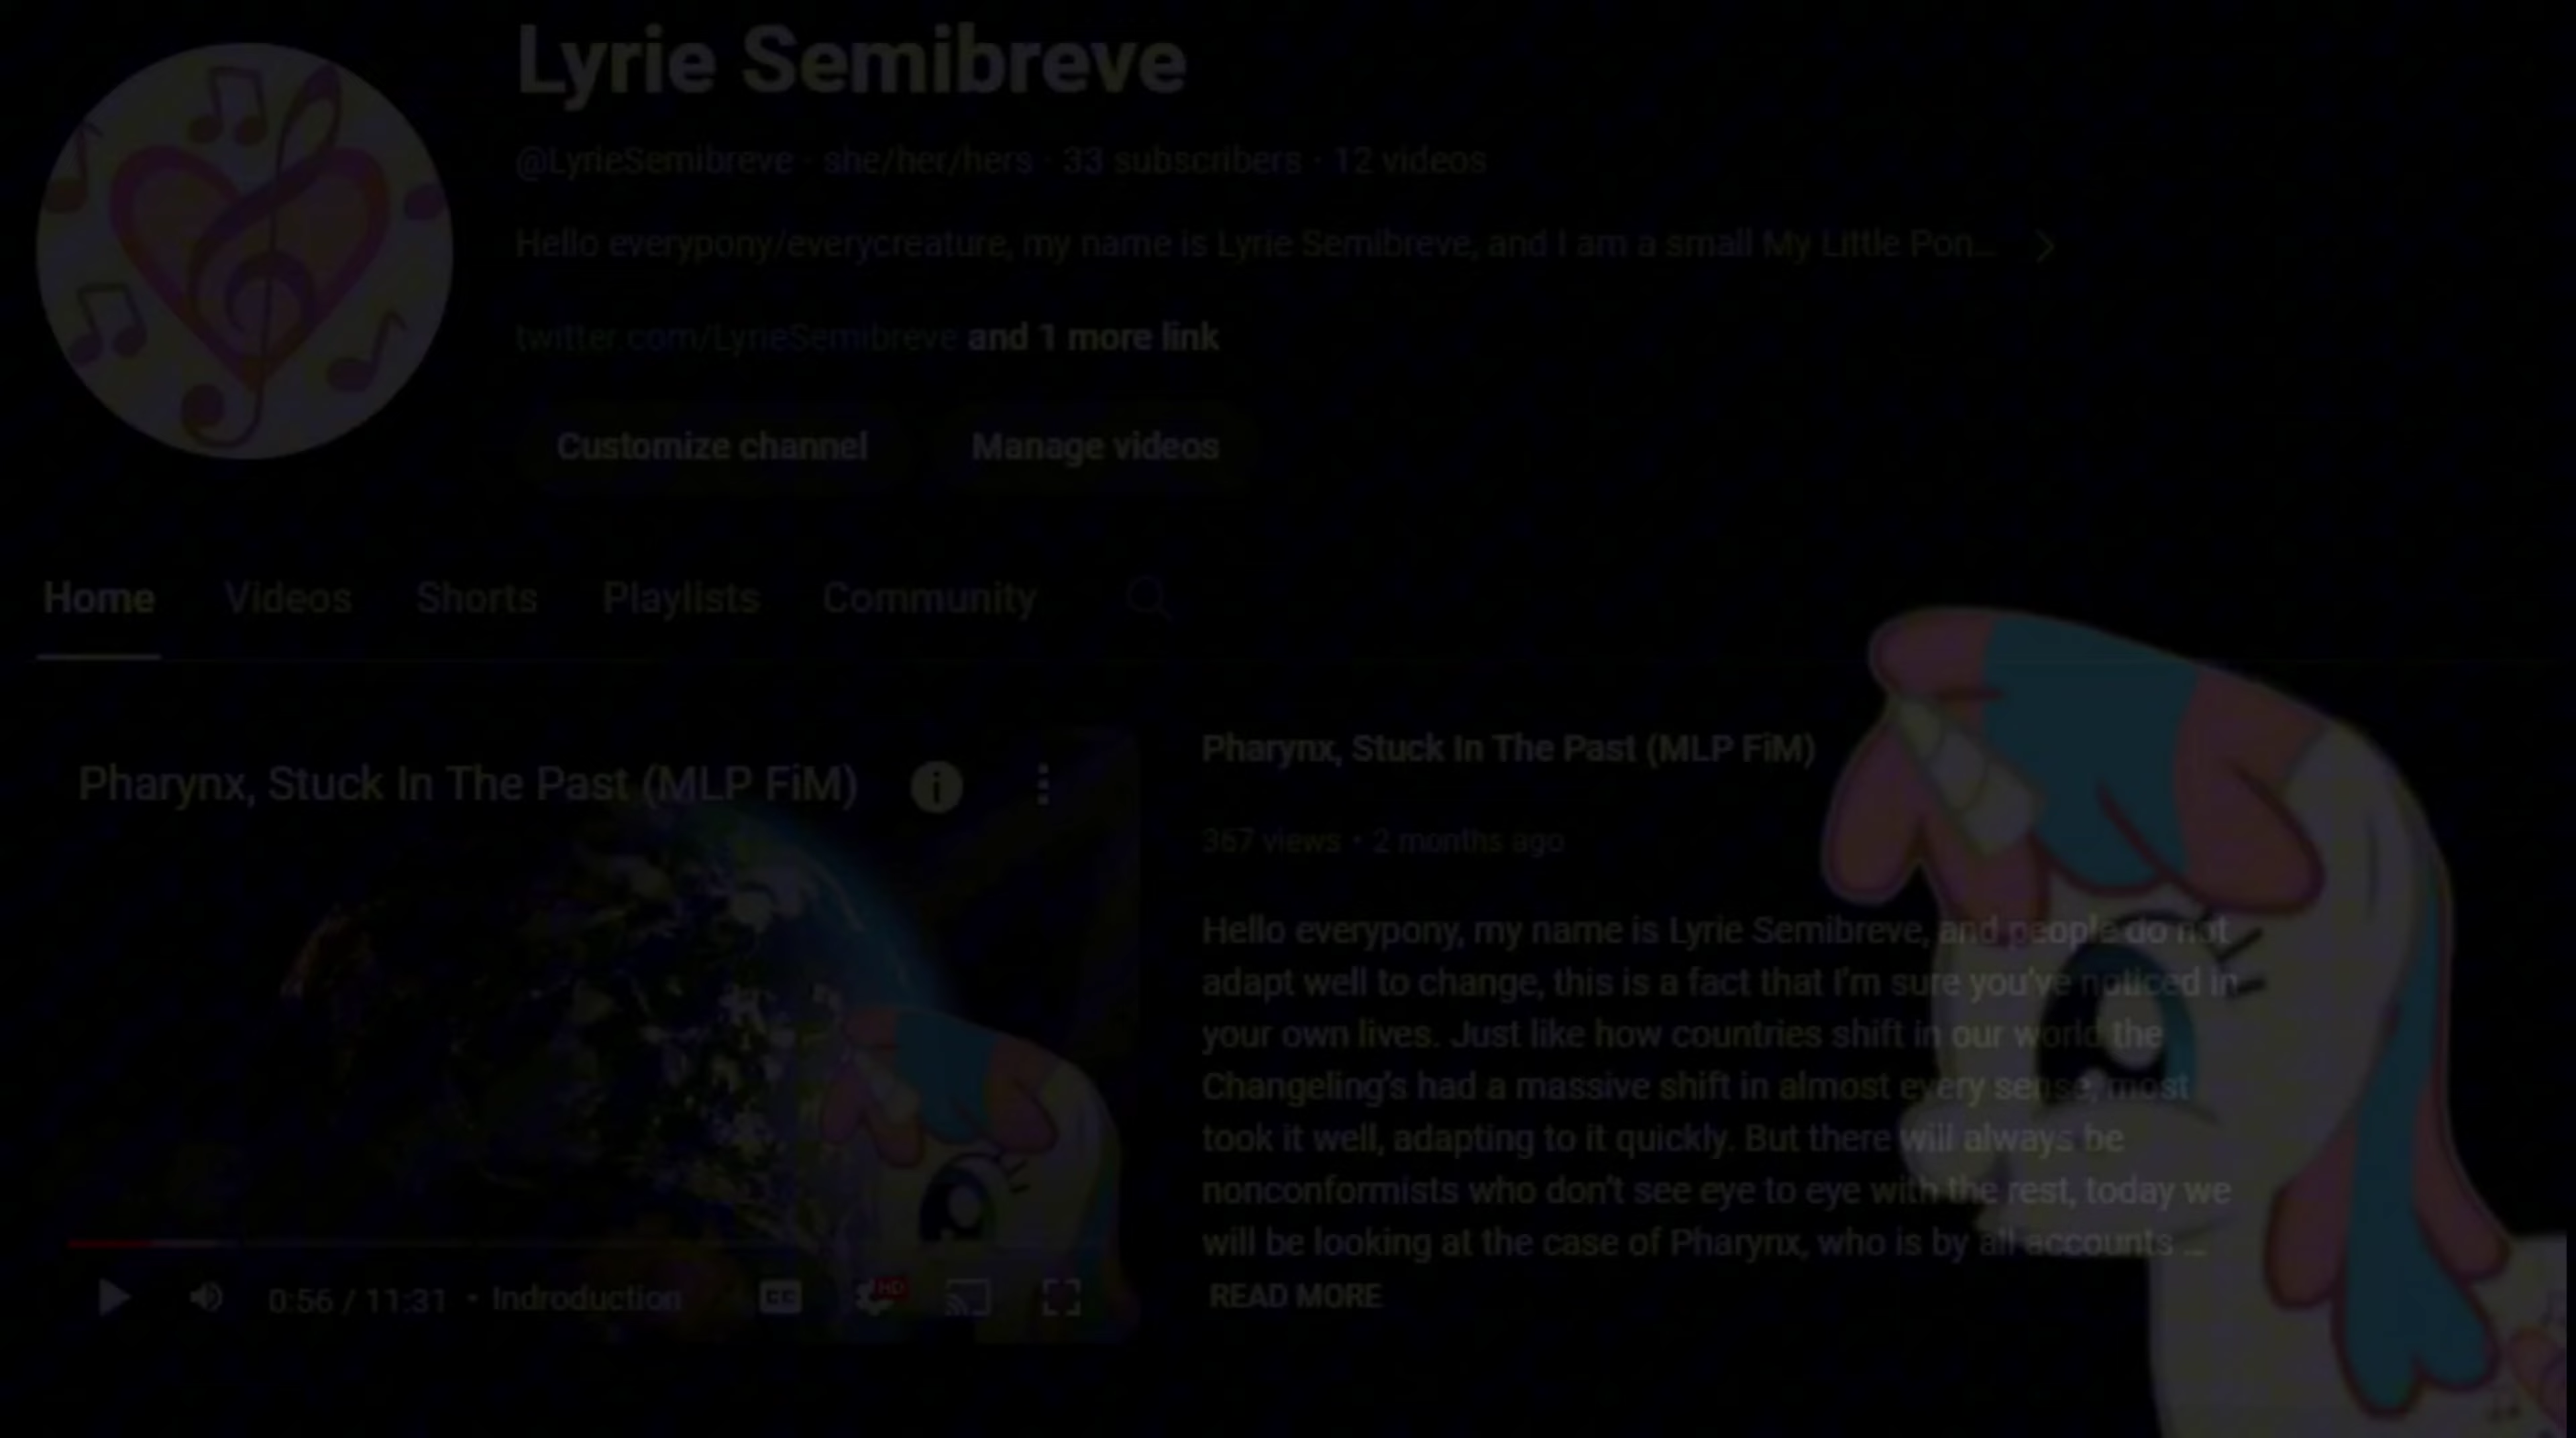 Lyrie Semibreve
@LyrieSemibreve · she/her/hers · 33 subscribers · 12 videos
Hello everypony/everycreature, my name is Lyrie Semibreve, and I am a small My Little Pon...
twitter.com/LyrieSemibreve and 1 more link
Customize channel Manage videos
Home Videos Shorts Playlists Community
Pharynx, Stuck In The Past (MLP FiM)
0:56 / 11:31 • Indroduction CC HD
Pharynx, Stuck In The Past (MLP FiM)
367 views • 2 months ago
Hello everypony, my name is Lyrie Semibreve, and people do not
adapt well to change, this is a fact that I'm sure you've noticed in
your own lives. Just like how countries shift in our world the
Changeling's had a massive shift in almost every sense, most
took it well, adapting to it quickly. But there will always be
nonconformists who don't see eye to eye with the rest, today we
will be looking at the case of Pharynx, who is by all accounts ...
READ MORE